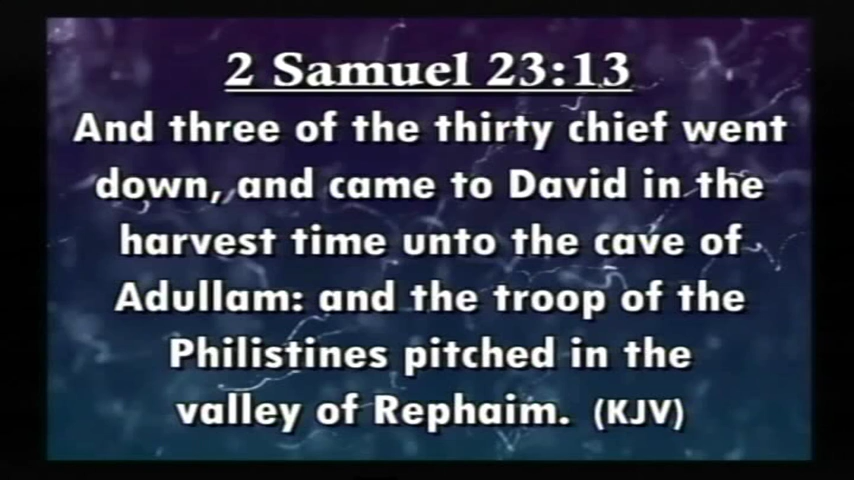 2 Samuel 23:13
And three of the thirty chief went
down, and came to David in the
harvest time unto the cave of
Adullam: and the troop of the
Philistines pitched in the
valley of Rephaim. (KJV)